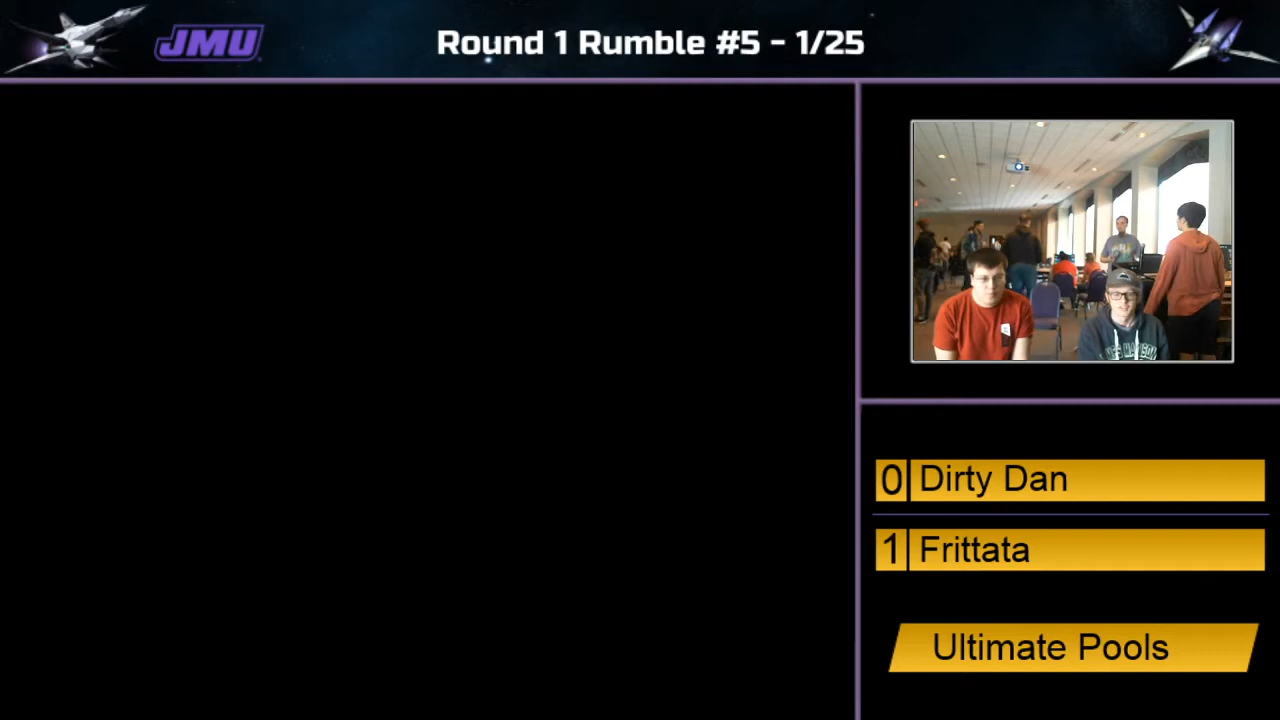 JMU
Round 1 Rumble #5 - 1/25
0 Dirty Dan
1 Frittata
Ultimate Pools